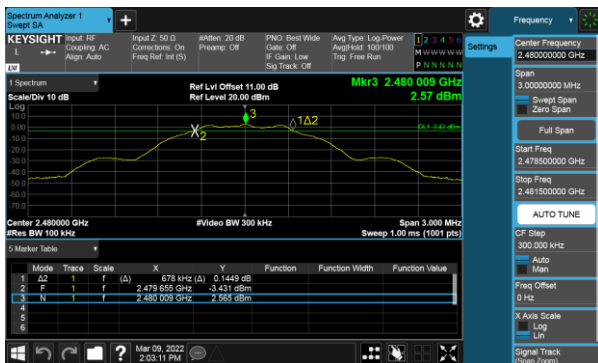 Spectrum Analyzer 1
Swept SA
+
Frequency
KEYSIGHT Input: RF Input Z: 50 Ω #Atten: 20 dB PNO: Best Wide Avg Type: Log-Power 1 2 3 4 5 6
L Coupling: AC Corrections: On Preamp: Off Gate: Off Avg|Hold: 100/100 M W W W W W
Align: Auto Freq Ref: Int (S) IF Gain: Low Trig: Free Run P N N N N N
Sig Track: Off
LXI
Settings
Center Frequency
2.480000000 GHz
Span
3.00000000 MHz
Swept Span
Zero Span
Full Span
Start Freq
2.478500000 GHz
Stop Freq
2.481500000 GHz
AUTO TUNE
CF Step
300.000 kHz
Auto
Man
Freq Offset
0 Hz
X Axis Scale
Log
Lin
Signal Track
(Span Zoom)
1 Spectrum
Scale/Div 10 dB
Ref Lvl Offset 11.00 dB
Ref Level 20.00 dBm
Mkr3 2.480 009 GHz
2.57 dBm
Log
10.0
0.00
-10.0
-20.0
-30.0
-40.0
-50.0
-60.0
-70.0
3
1Δ2
X2
DL1 -3.43 dBm
Center 2.480000 GHz #Video BW 300 kHz Span 3.000 MHz
#Res BW 100 kHz Sweep 1.00 ms (1001 pts)
5 Marker Table
Mode Trace Scale X Y Function Function Width Function Value
1 Δ2 1 f (Δ) 678 kHz (Δ) 0.1449 dB
2 F 1 f 2.479 655 GHz -3.431 dBm
3 N 1 f 2.480 009 GHz 2.565 dBm
4
5
6
? Mar 09, 2022
2:03:11 PM